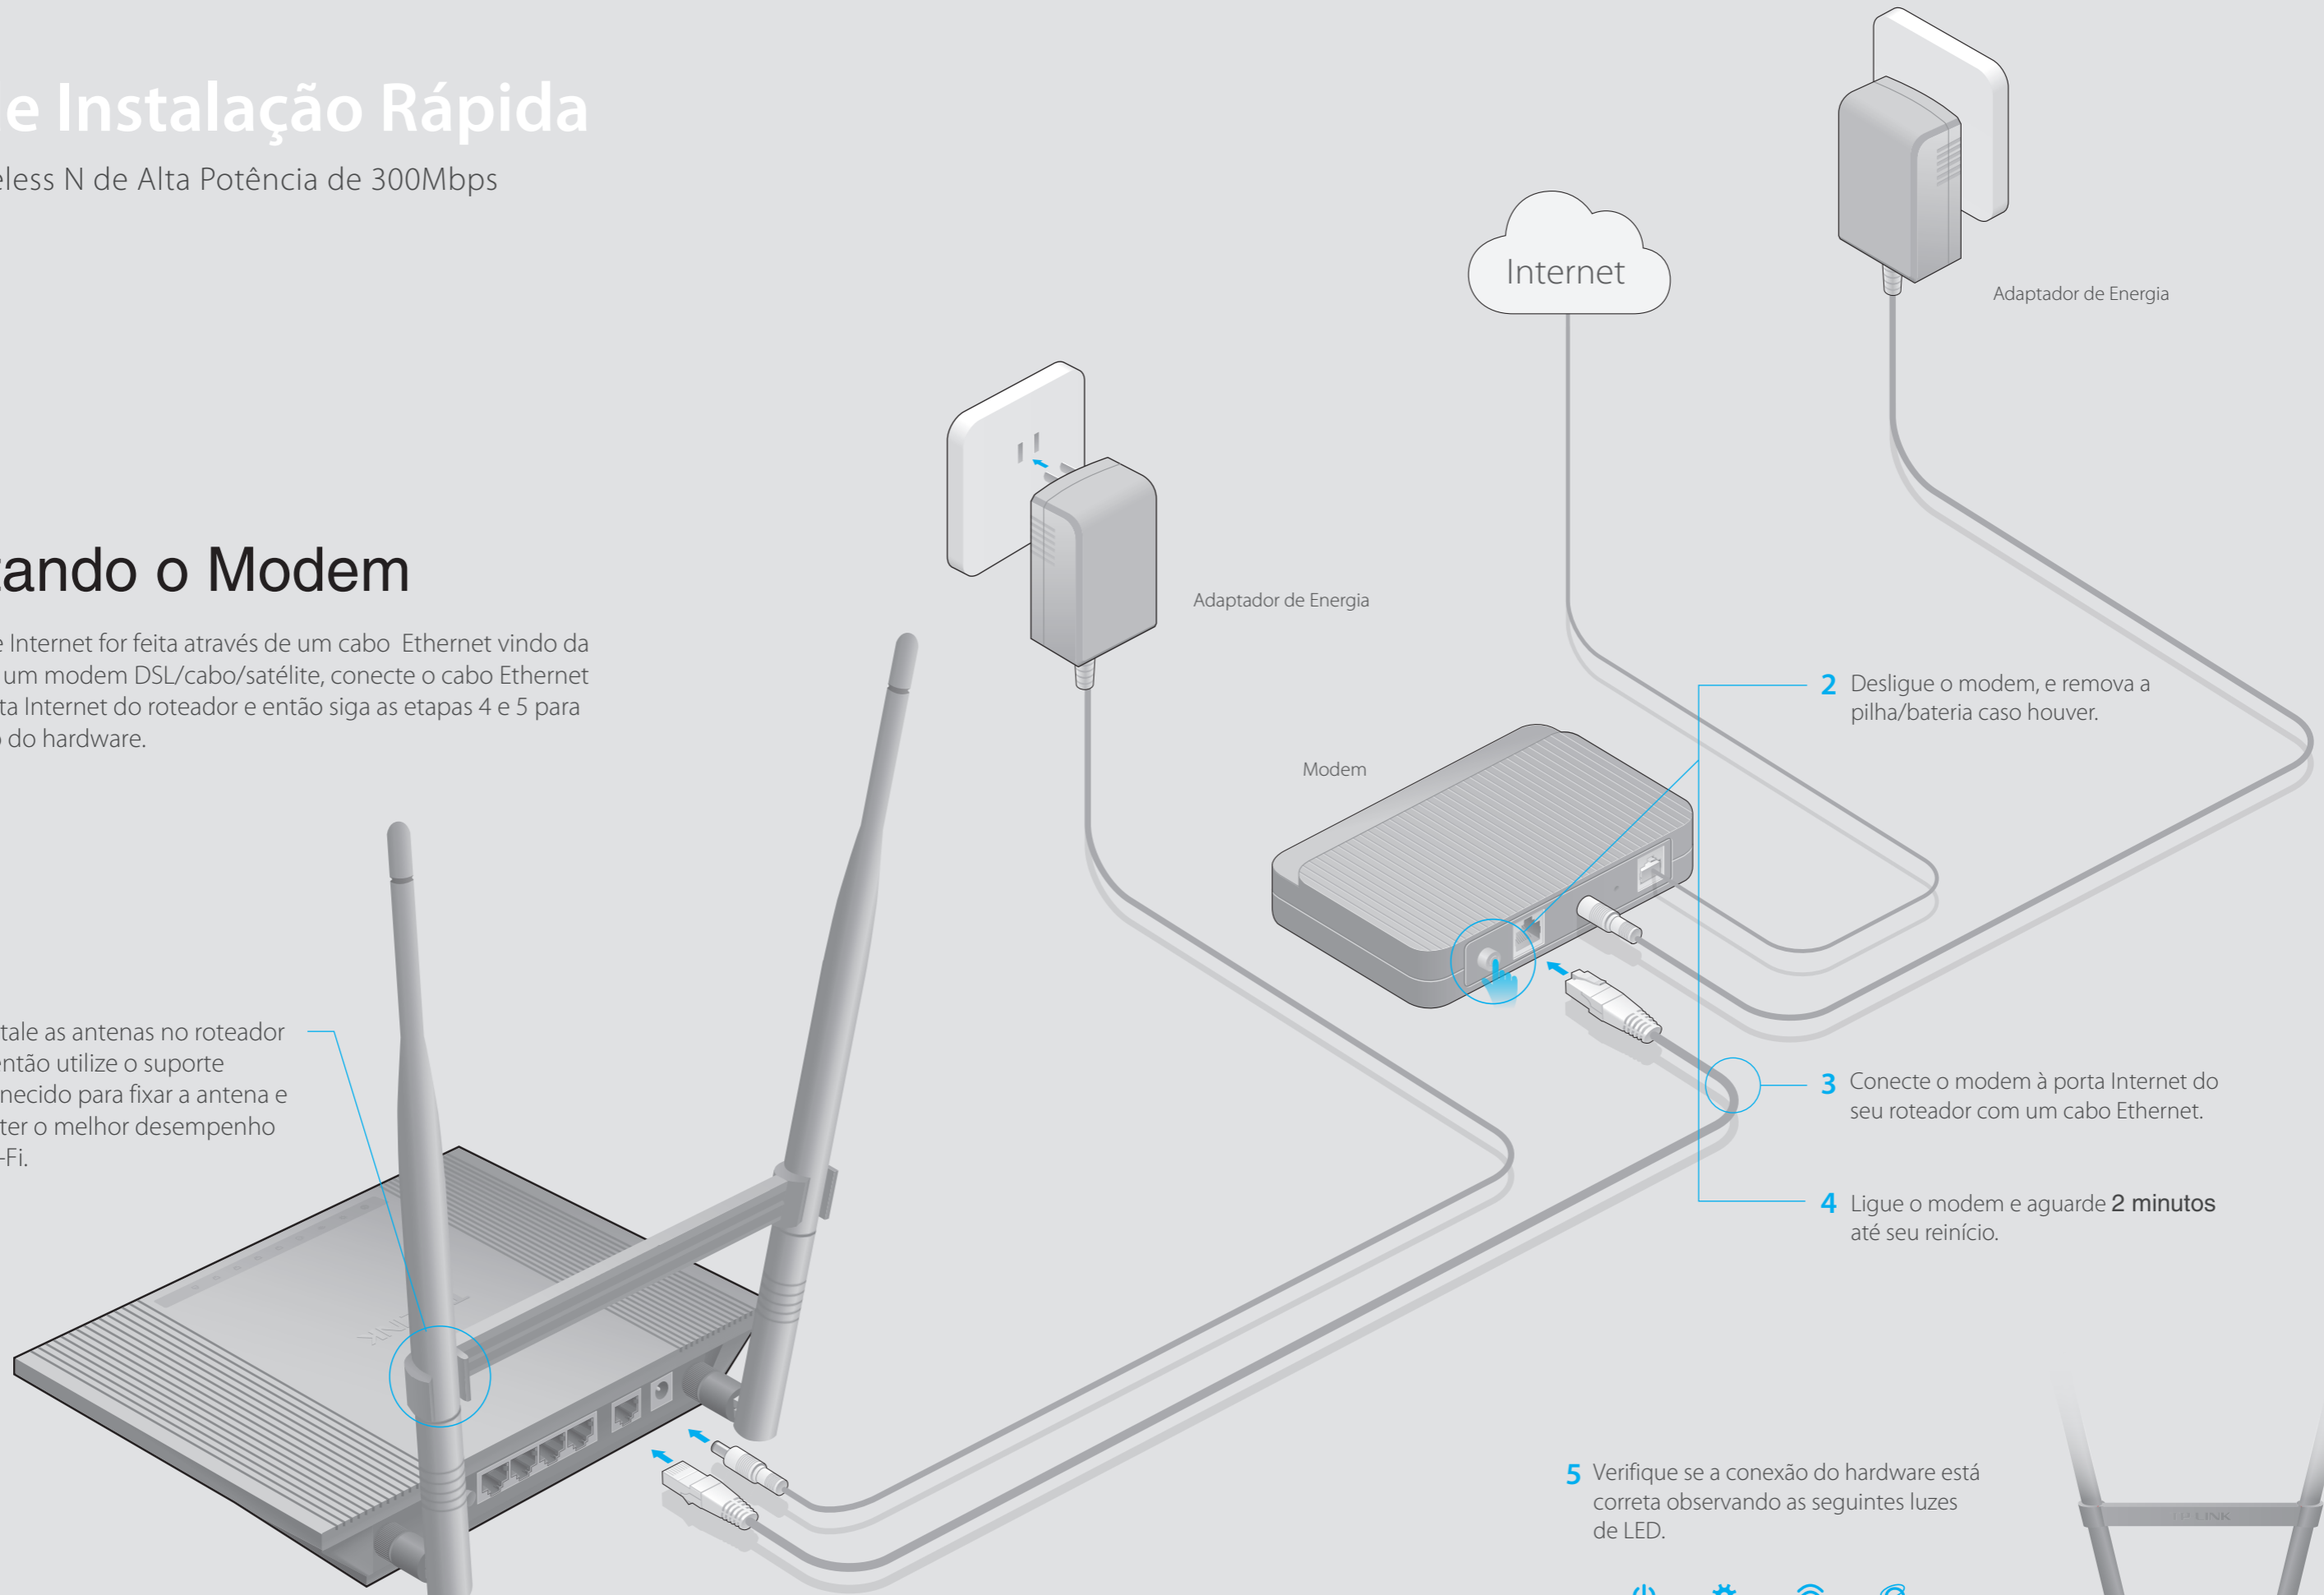 e Instalação Rápida
eless N de Alta Potência de 300Mbps
Internet
Adaptador de Energia
Adaptador de Energia
tando o Modem
e Internet for feita através de um cabo Ethernet vindo da
um modem DSL/cabo/satélite, conecte o cabo Ethernet
ta Internet do roteador e então siga as etapas 4 e 5 para
o do hardware.
Modem
2 Desligue o modem, e remova a
pilha/bateria caso houver.
tale as antenas no roteador
então utilize o suporte
necido para fixar a antena e
ter o melhor desempenho
-Fi.
3 Conecte o modem à porta Internet do
seu roteador com um cabo Ethernet.
4 Ligue o modem e aguarde 2 minutos
até seu reinício.
5 Verifique se a conexão do hardware está
correta observando as seguintes luzes
de LED.
TP-LINK